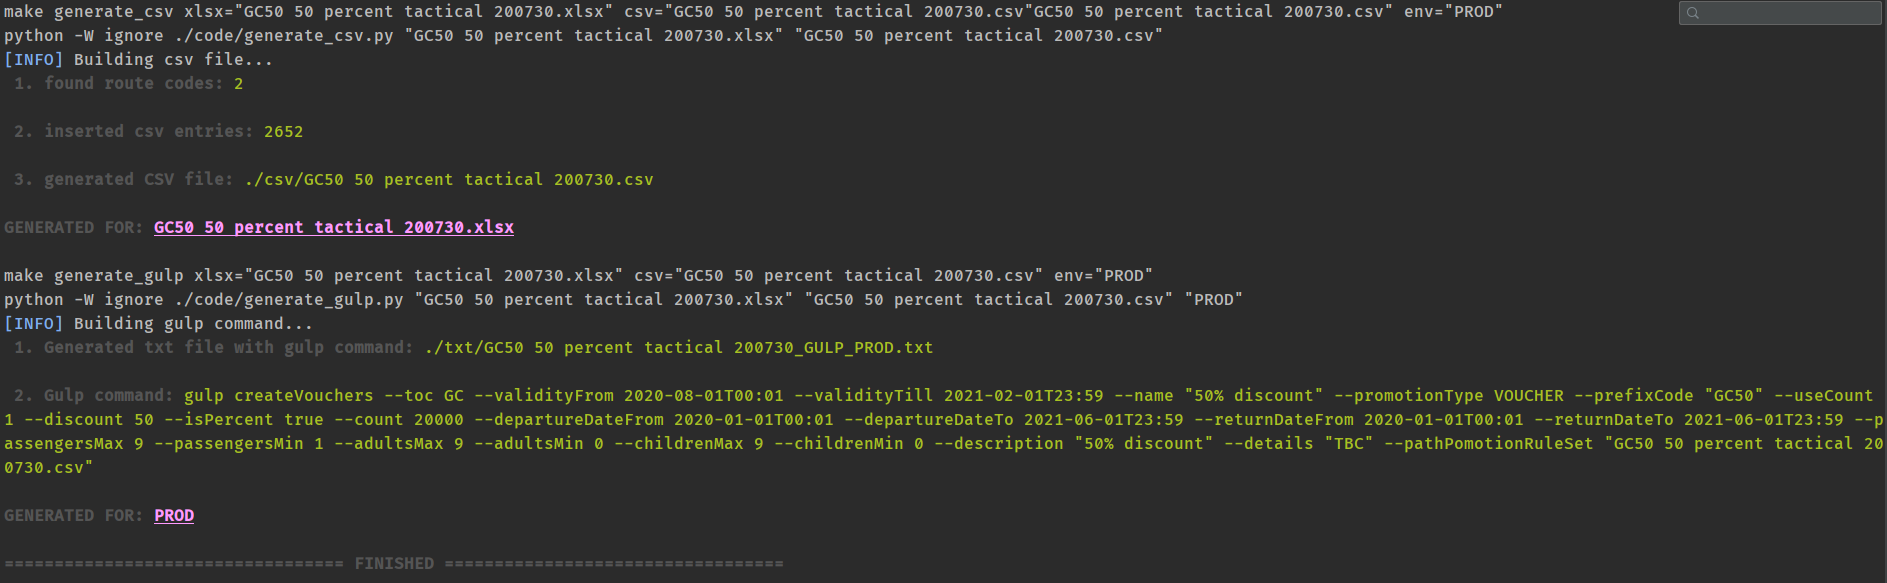 make generate_csv xlsx="GC50 50 percent tactical 200730.xlsx" csv="GC50 50 percent tactical 200730.csv"GC50 50 percent tactical 200730.csv" env="PROD"
python -W ignore ./code/generate_csv.py "GC50 50 percent tactical 200730.xlsx" "GC50 50 percent tactical 200730.csv"
[INFO] Building csv file...
1. found route codes: 2
2. inserted csv entries: 2652
3. generated CSV file: ./csv/GC50 50 percent tactical 200730.csv
GENERATED FOR: GC50 50 percent tactical 200730.xlsx
make generate_gulp xlsx="GC50 50 percent tactical 200730.xlsx" csv="GC50 50 percent tactical 200730.csv" env="PROD"
python -W ignore ./code/generate_gulp.py "GC50 50 percent tactical 200730.xlsx" "GC50 50 percent tactical 200730.csv" "PROD"
[INFO] Building gulp command...
1. Generated txt file with gulp command: ./txt/GC50 50 percent tactical 200730_GULP_PROD.txt
2. Gulp command: gulp createVouchers --toc GC --validityFrom 2020-08-01T00:01 --validityTill 2021-02-01T23:59 --name "50% discount" --promotionType VOUCHER --prefixCode "GC50" --useCount
1 --discount 50 --isPercent true --count 20000 --departureDateFrom 2020-01-01T00:01 --departureDateTo 2021-06-01T23:59 --returnDateFrom 2020-01-01T00:01 --returnDateTo 2021-06-01T23:59 --p
assengersMax 9 --passengersMin 1 --adultsMax 9 --adultsMin 0 --childrenMax 9 --childrenMin 0 --description "50% discount" --details "TBC" --pathPomotionRuleSet "GC50 50 percent tactical 20
0730.csv"
GENERATED FOR: PROD
================================== FINISHED ==================================